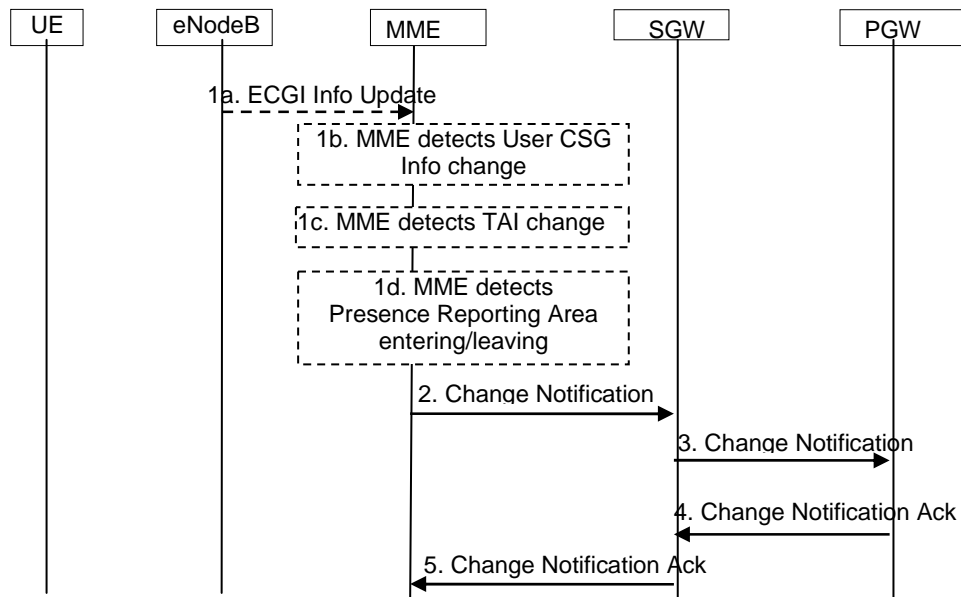 UE
eNodeB
MME
SGW
PGW
1a. ECGI Info Update
1b. MME detects User CSG
Info change
1c. MME detects TAI change
1d. MME detects
Presence Reporting Area
entering/leaving
2. Change Notification
3. Change Notification
4. Change Notification Ack
5. Change Notification Ack